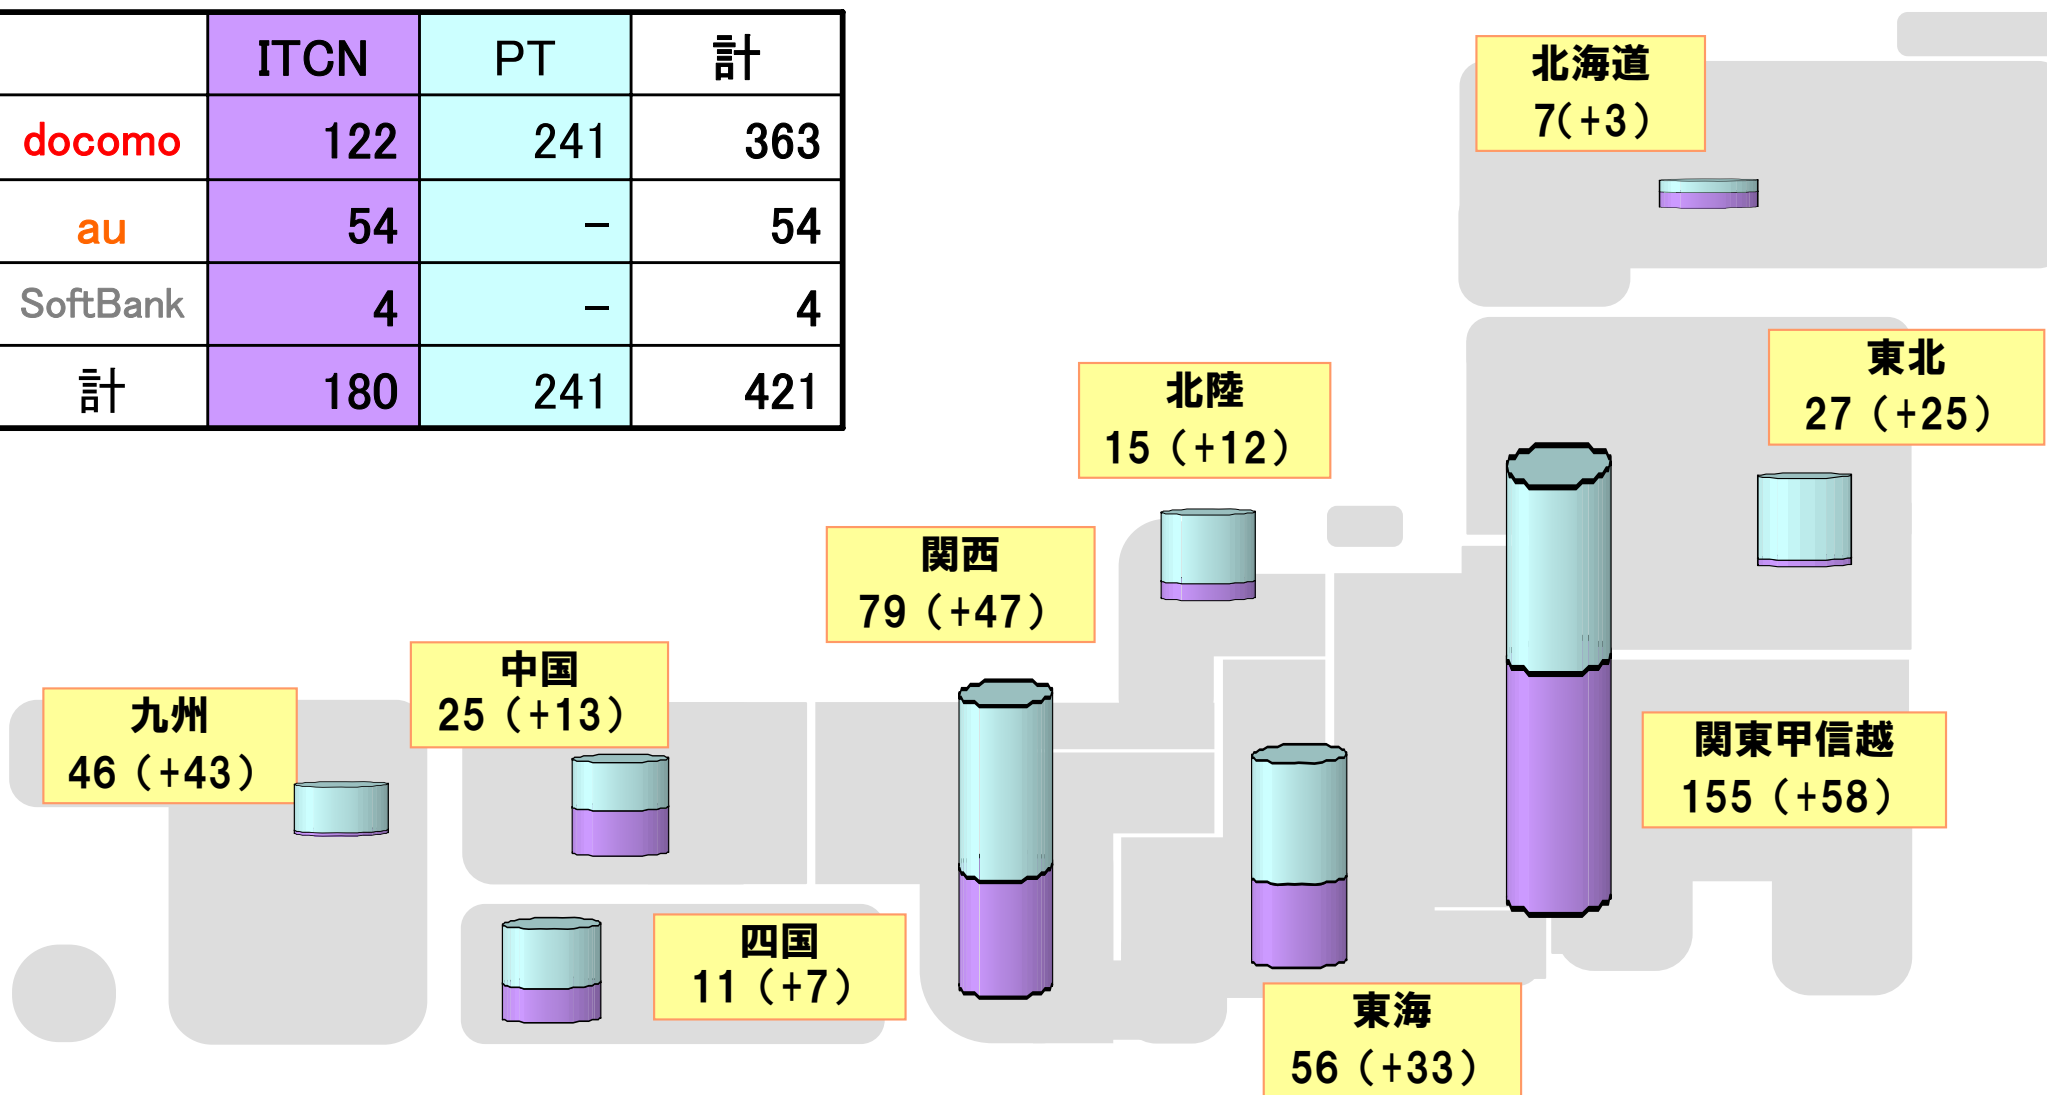 ITCN PT 計
docomo 122 241 363
au 54 − 54
SoftBank 4 − 4
計 180 241 421
北海道
7(+3)
東北
27(+25)
北陸
15(+12)
関西
79(+47)
中国
25(+13)
九州
46(+43)
関東甲信越
155(+58)
四国
11(+7)
東海
56(+33)